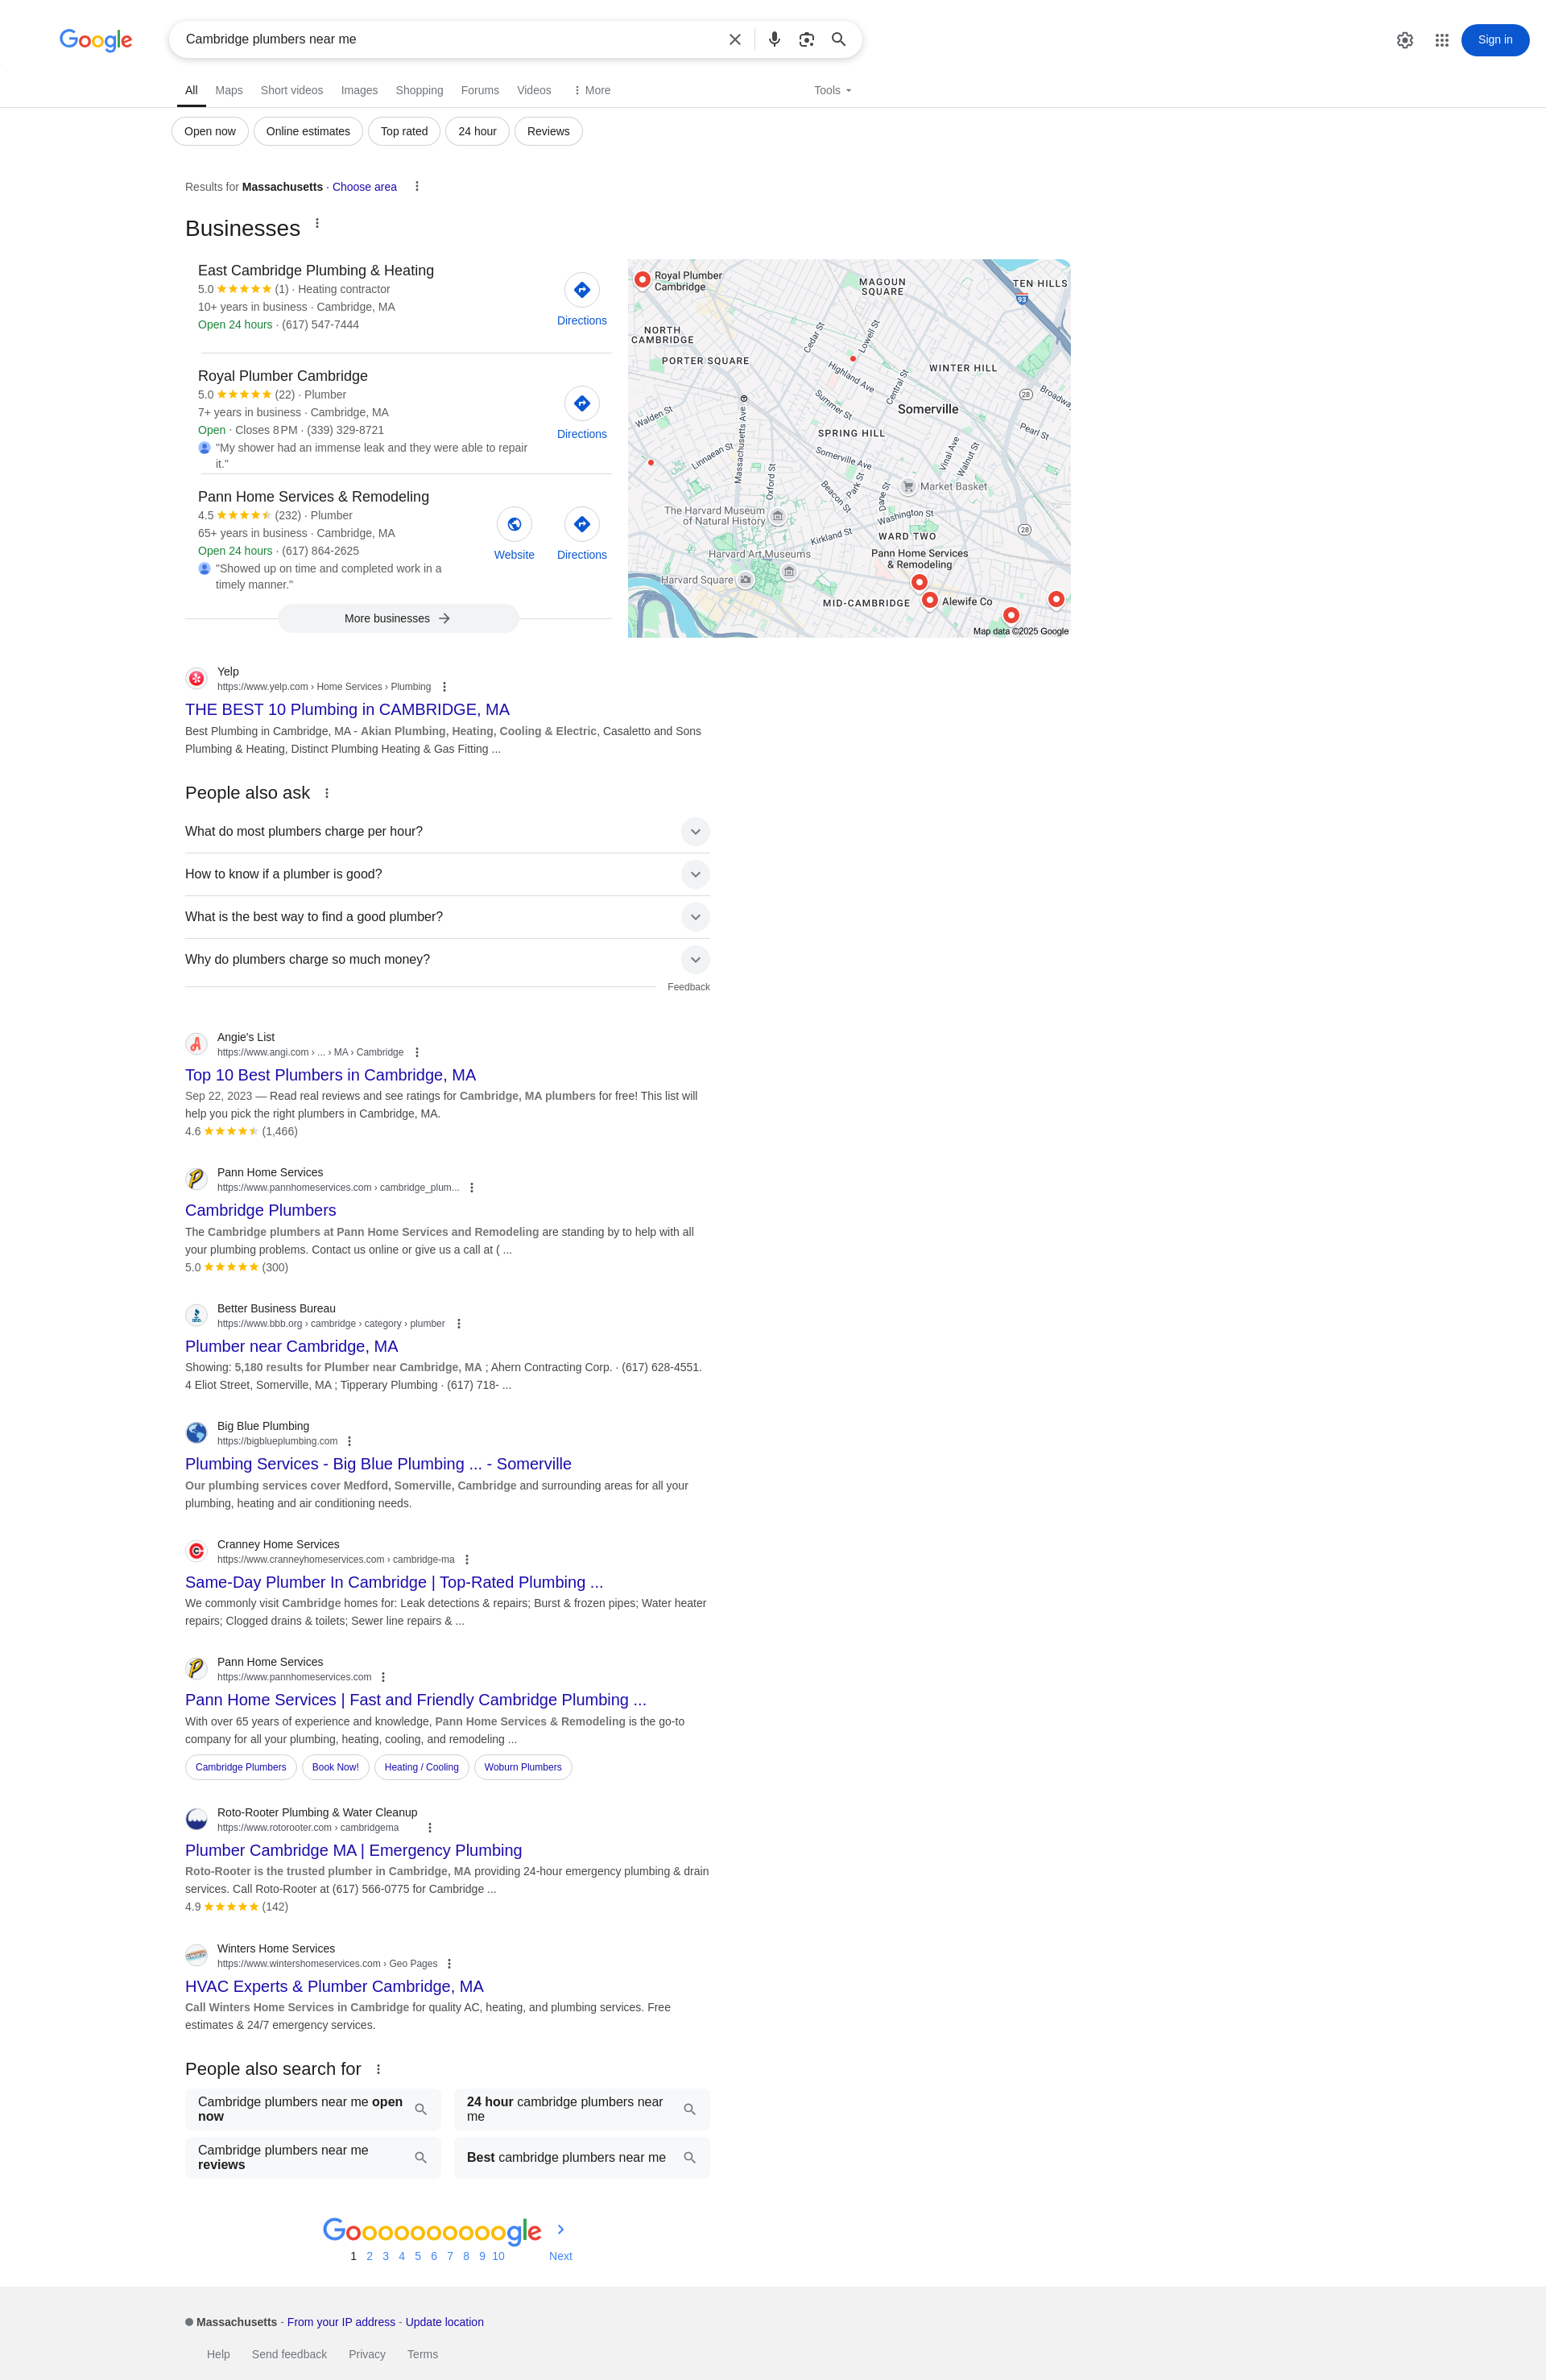 Google
Cambridge plumbers near me
Sign in
All Maps Short videos Images Shopping Forums Videos More Tools
Open now Online estimates Top rated 24 hour Reviews
Results for Massachusetts · Choose area
Businesses
East Cambridge Plumbing & Heating
5.0 (1) · Heating contractor
10+ years in business · Cambridge, MA
Open 24 hours · (617) 547-7444
Directions
Royal Plumber Cambridge
5.0 (22) · Plumber
7+ years in business · Cambridge, MA
Open · Closes 8 PM · (339) 329-8721
"My shower had an immense leak and they were able to repair
it."
Directions
Pann Home Services & Remodeling
4.5 (232) · Plumber
65+ years in business · Cambridge, MA
Open 24 hours · (617) 864-2625
"Showed up on time and completed work in a
timely manner."
Website
Directions
More businesses
Royal Plumber
Cambridge
MAGOUN
SQUARE
TEN HILLS
93
NORTH
CAMBRIDGE
Cedar St
Lowell St
PORTER SQUARE
Highland Ave
Central St
WINTER HILL
28
Broadway
Walden St
Massachusetts Ave
Summer St
Somerville
SPRING HILL
Pearl St
Linnaean St
Oxford St
Somerville Ave
Vinal Ave
Walnut St
Beacon St
Park St
Dane St
Market Basket
The Harvard Museum
of Natural History
Washington St
28
Kirkland St
WARD TWO
Harvard Art Museums
Pann Home Services
& Remodeling
Harvard Square
MID-CAMBRIDGE
Alewife Co
Map data ©2025 Google
Yelp
https://www.yelp.com › Home Services › Plumbing
THE BEST 10 Plumbing in CAMBRIDGE, MA
Best Plumbing in Cambridge, MA - Akian Plumbing, Heating, Cooling & Electric, Casaletto and Sons
Plumbing & Heating, Distinct Plumbing Heating & Gas Fitting ...
People also ask
What do most plumbers charge per hour?
How to know if a plumber is good?
What is the best way to find a good plumber?
Why do plumbers charge so much money?
Feedback
Angie's List
https://www.angi.com › ... › MA › Cambridge
Top 10 Best Plumbers in Cambridge, MA
Sep 22, 2023 — Read real reviews and see ratings for Cambridge, MA plumbers for free! This list will
help you pick the right plumbers in Cambridge, MA.
4.6 (1,466)
Pann Home Services
https://www.pannhomeservices.com › cambridge_plum...
Cambridge Plumbers
The Cambridge plumbers at Pann Home Services and Remodeling are standing by to help with all
your plumbing problems. Contact us online or give us a call at ( ...
5.0 (300)
Better Business Bureau
https://www.bbb.org › cambridge › category › plumber
Plumber near Cambridge, MA
Showing: 5,180 results for Plumber near Cambridge, MA ; Ahern Contracting Corp. · (617) 628-4551.
4 Eliot Street, Somerville, MA ; Tipperary Plumbing · (617) 718- ...
Big Blue Plumbing
https://bigblueplumbing.com
Plumbing Services - Big Blue Plumbing ... - Somerville
Our plumbing services cover Medford, Somerville, Cambridge and surrounding areas for all your
plumbing, heating and air conditioning needs.
Cranney Home Services
https://www.cranneyhomeservices.com › cambridge-ma
Same-Day Plumber In Cambridge | Top-Rated Plumbing ...
We commonly visit Cambridge homes for: Leak detections & repairs; Burst & frozen pipes; Water heater
repairs; Clogged drains & toilets; Sewer line repairs & ...
Pann Home Services
https://www.pannhomeservices.com
Pann Home Services | Fast and Friendly Cambridge Plumbing ...
With over 65 years of experience and knowledge, Pann Home Services & Remodeling is the go-to
company for all your plumbing, heating, cooling, and remodeling ...
Cambridge Plumbers Book Now! Heating / Cooling Woburn Plumbers
Roto-Rooter Plumbing & Water Cleanup
https://www.rotorooter.com › cambridgema
Plumber Cambridge MA | Emergency Plumbing
Roto-Rooter is the trusted plumber in Cambridge, MA providing 24-hour emergency plumbing & drain
services. Call Roto-Rooter at (617) 566-0775 for Cambridge ...
4.9 (142)
Winters Home Services
https://www.wintershomeservices.com › Geo Pages
HVAC Experts & Plumber Cambridge, MA
Call Winters Home Services in Cambridge for quality AC, heating, and plumbing services. Free
estimates & 24/7 emergency services.
People also search for
Cambridge plumbers near me open
now
24 hour cambridge plumbers near
me
Cambridge plumbers near me
reviews
Best cambridge plumbers near me
Goooooooooogle
1 2 3 4 5 6 7 8 9 10 Next
Massachusetts - From your IP address - Update location
Help Send feedback Privacy Terms